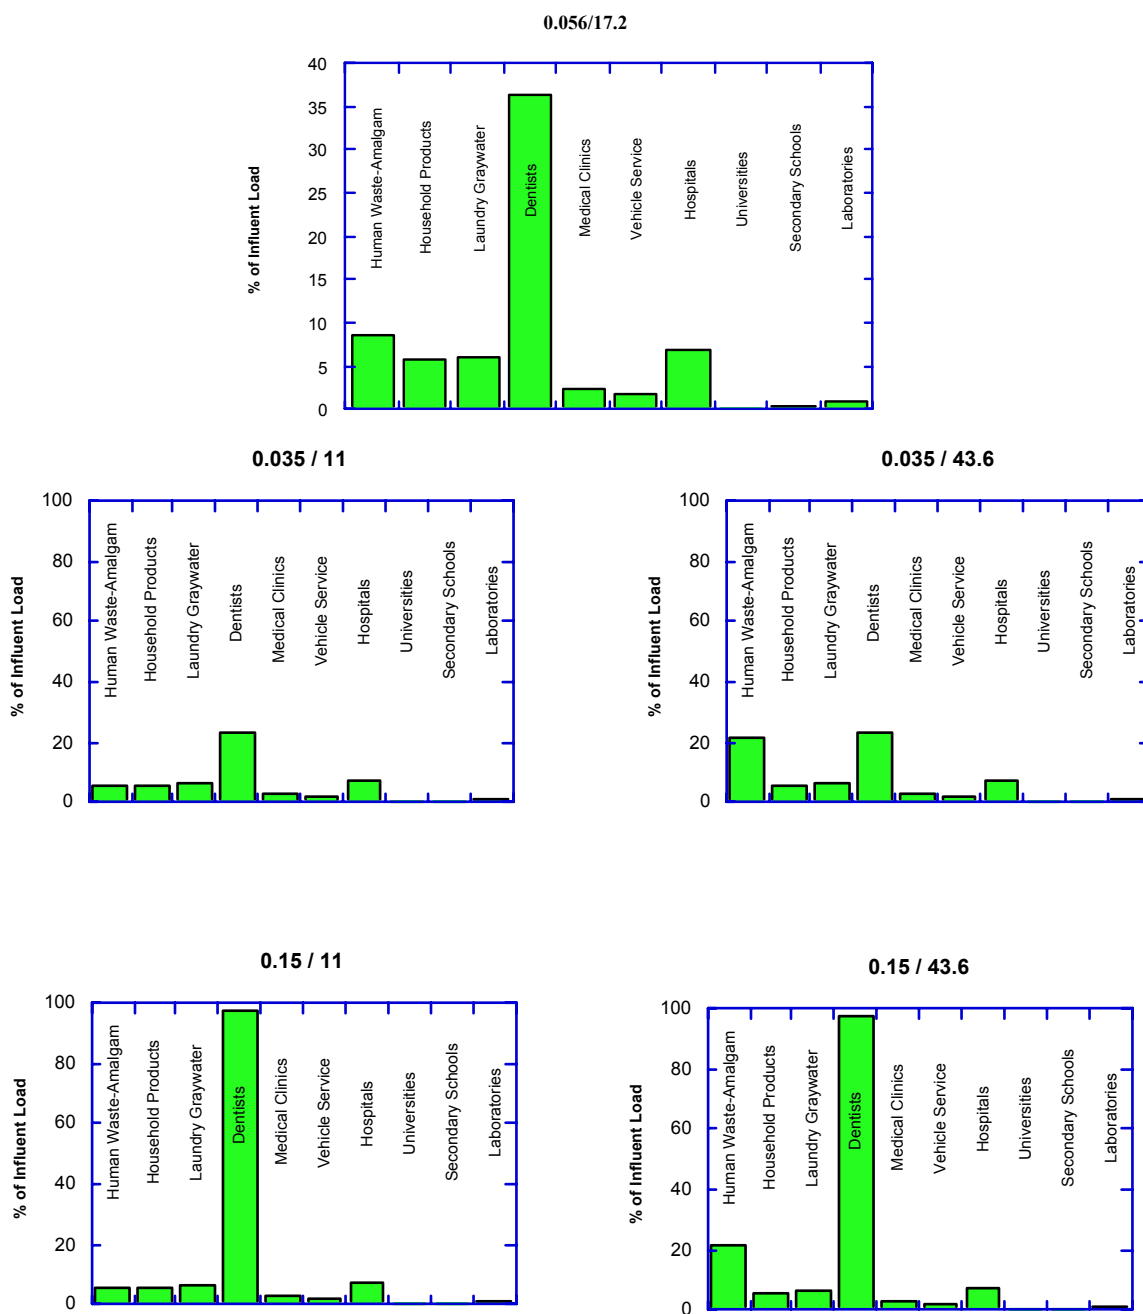 0.056/17.2
% of Influent Load
40
35
30
25
20
15
10
5
0
Human Waste-Amalgam
Household Products
Laundry Graywater
Dentists
Medical Clinics
Vehicle Service
Hospitals
Universities
Secondary Schools
Laboratories
0.035 / 11
% of Influent Load
100
80
60
40
20
0
Human Waste-Amalgam
Household Products
Laundry Graywater
Dentists
Medical Clinics
Vehicle Service
Hospitals
Universities
Secondary Schools
Laboratories
0.035 / 43.6
% of Influent Load
100
80
60
40
20
0
Human Waste-Amalgam
Household Products
Laundry Graywater
Dentists
Medical Clinics
Vehicle Service
Hospitals
Universities
Secondary Schools
Laboratories
0.15 / 11
% of Influent Load
100
80
60
40
20
0
Human Waste-Amalgam
Household Products
Laundry Graywater
Dentists
Medical Clinics
Vehicle Service
Hospitals
Universities
Secondary Schools
Laboratories
0.15 / 43.6
% of Influent Load
100
80
60
40
20
0
Human Waste-Amalgam
Household Products
Laundry Graywater
Dentists
Medical Clinics
Vehicle Service
Hospitals
Universities
Secondary Schools
Laboratories